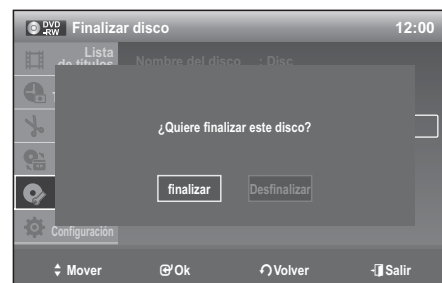 DVD -RW Finalizar disco 12:00
Lista
de títulos
Nombre del disco : Disc
¿Quiere finalizar este disco?
finalizar Desfinalizar
Configuración
Mover Ok Volver Salir